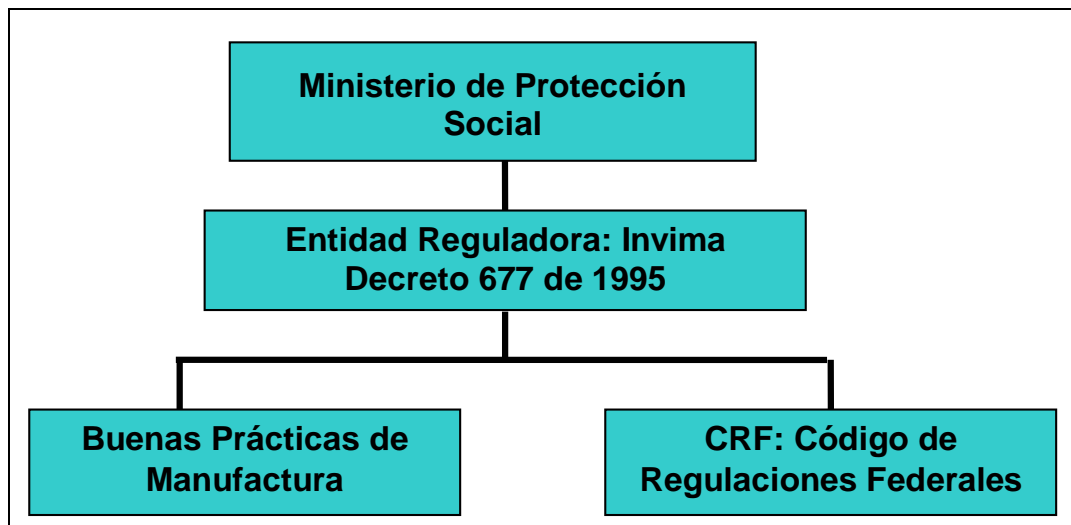 Ministerio de Protección
Social
Entidad Reguladora: Invima
Decreto 677 de 1995
Buenas Prácticas de
Manufactura
CRF: Código de
Regulaciones Federales